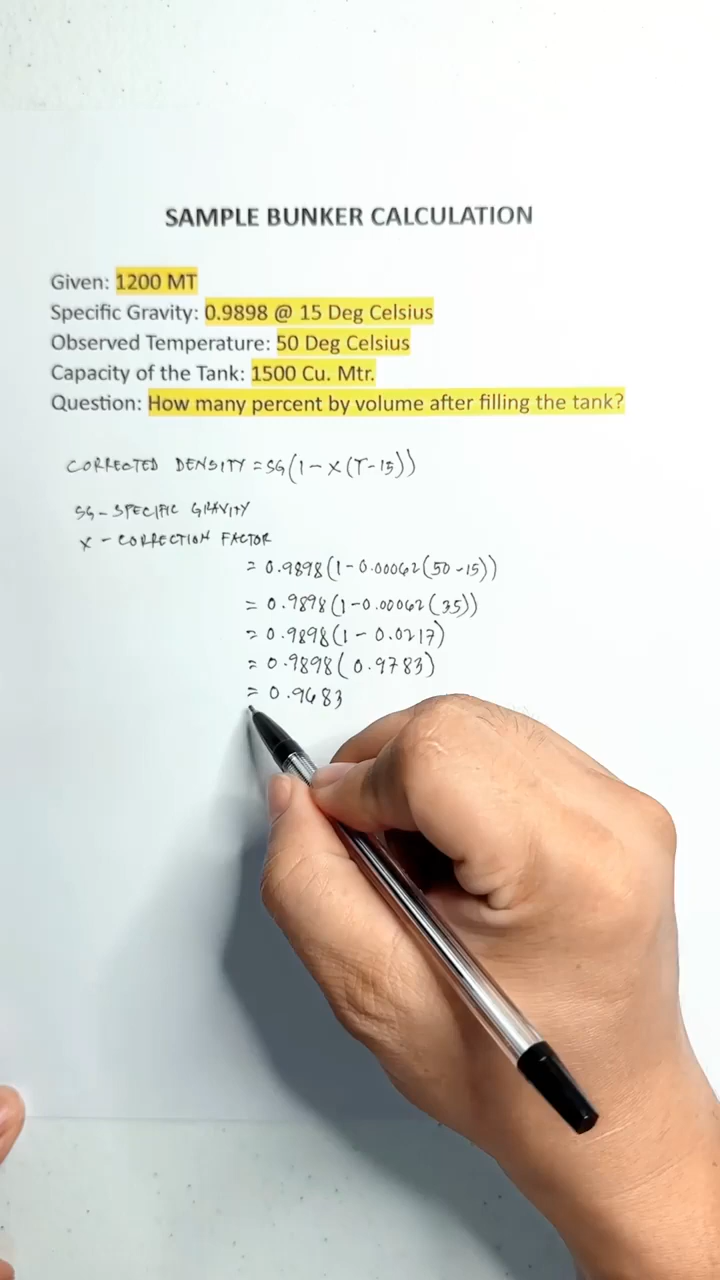 SAMPLE BUNKER CALCULATION
Given: 1200 MT
Specific Gravity: 0.9898 @ 15 Deg Celsius
Observed Temperature: 50 Deg Celsius
Capacity of the Tank: 1500 Cu. Mtr.
Question: How many percent by volume after filling the tank?
CORRECTED DENSITY = SG(1-X(T-15))
SG - SPECIFIC GRAVITY
X - CORRECTION FACTOR
= 0.9898(1-0.00062(50-15))
= 0.9898(1-0.00062(35))
= 0.9898(1-0.0217)
= 0.9898(0.9783)
= 0.9683